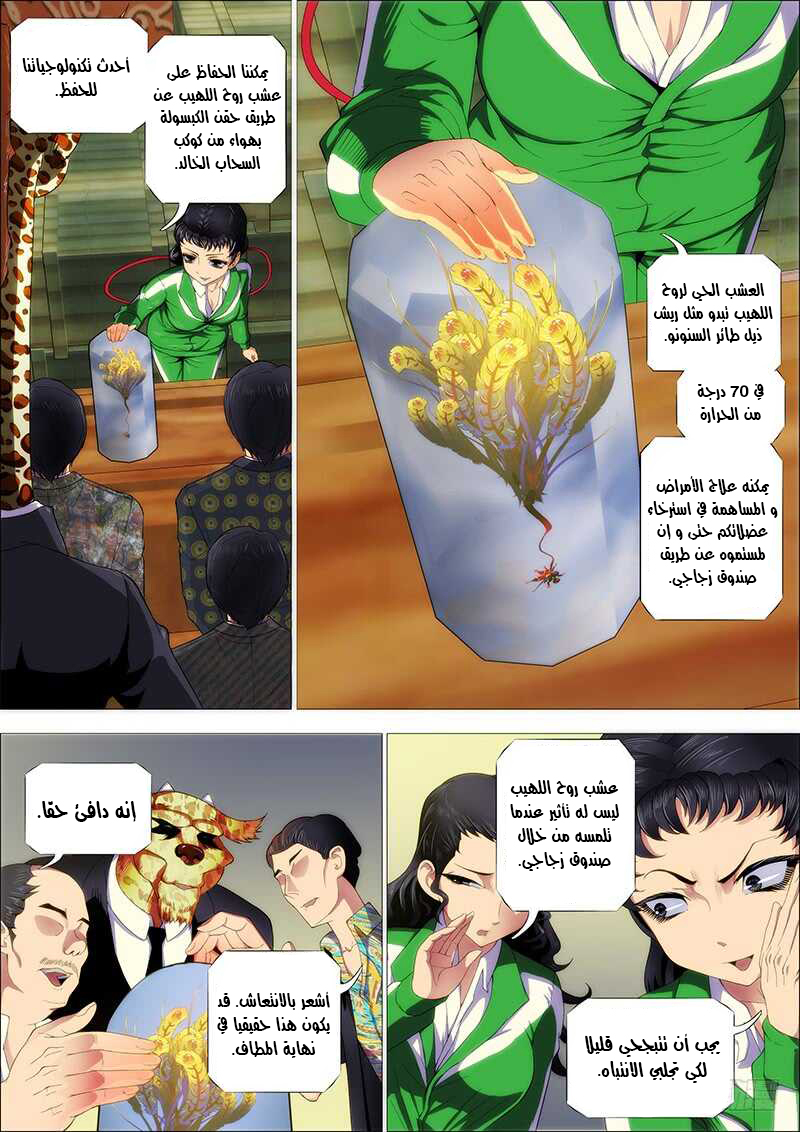 العشب الحي لروح
اللهيب تبدو مثل ريش
ذيل طائر السنونو.
في 70 درجة
من الحرارة
يمكنه علاج الأمراض
و المساهمة في استرخاء
عضلاتكم حتى و إن
لمستموه عن طريق
صندوق زجاجي.
يمكننا الحفاظ على
عشب روح اللهيب عن
طريق حقن الكبسولة
بهواء من كوكب
السحاب الخالد.
أحدث تكنولوجياتنا
للحفظ.
عشب روح اللهيب
ليس له تأثير عندما
تلمسه من خلال
صندوق زجاجي.
يجب أن تتبجحي قليلا
لكي تجلبي الانتباه.
إنه دافئ حقا.
أشعر بالانتعاش. قد
يكون هذا حقيقيا في
نهاية المطاف.